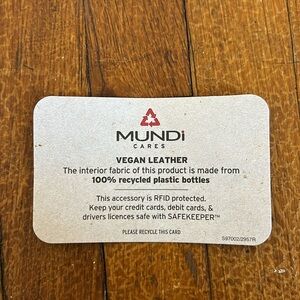 MUNDi
CARES
VEGAN LEATHER
The interior fabric of this product is made from
100% recycled plastic bottles
This accessory is RFID protected.
Keep your credit cards, debit cards, &
drivers licences safe with SAFEKEEPER™
PLEASE RECYCLE THIS CARD
S97002/2957R